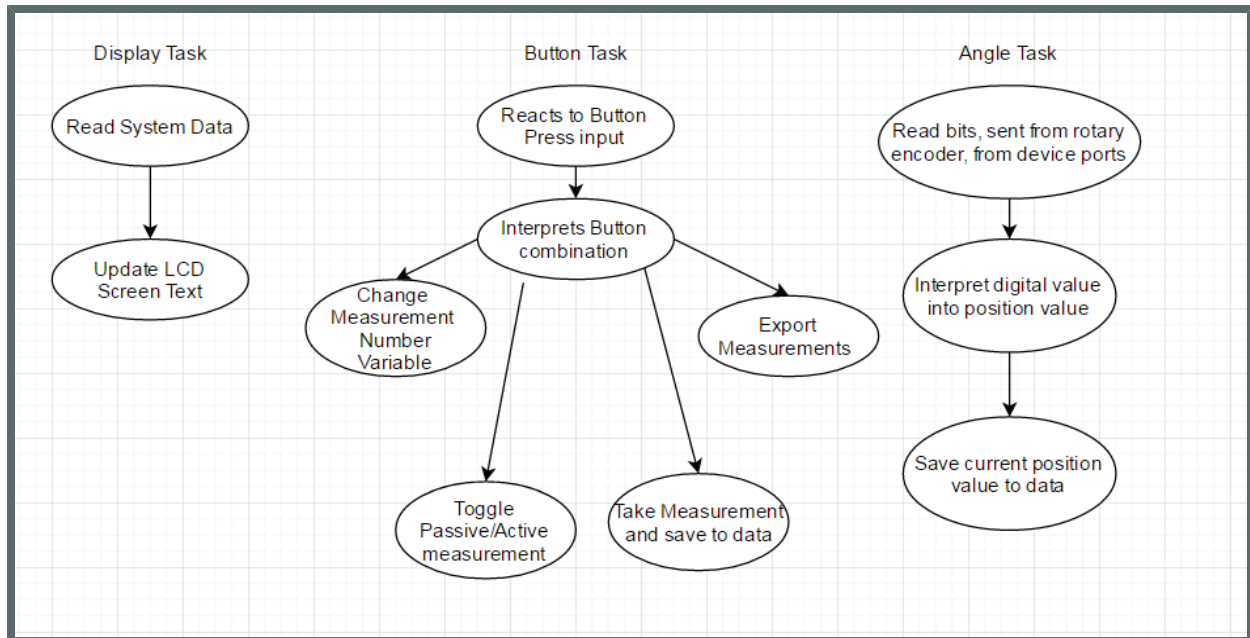 Display Task
Read System Data
Update LCD
Screen Text
Button Task
Reacts to Button
Press input
Interprets Button
combination
Change
Measurement
Number
Variable
Toggle
Passive/Active
measurement
Take Measurement
and save to data
Export
Measurements
Angle Task
Read bits, sent from rotary
encoder, from device ports
Interpret digital value
into position value
Save current position
value to data